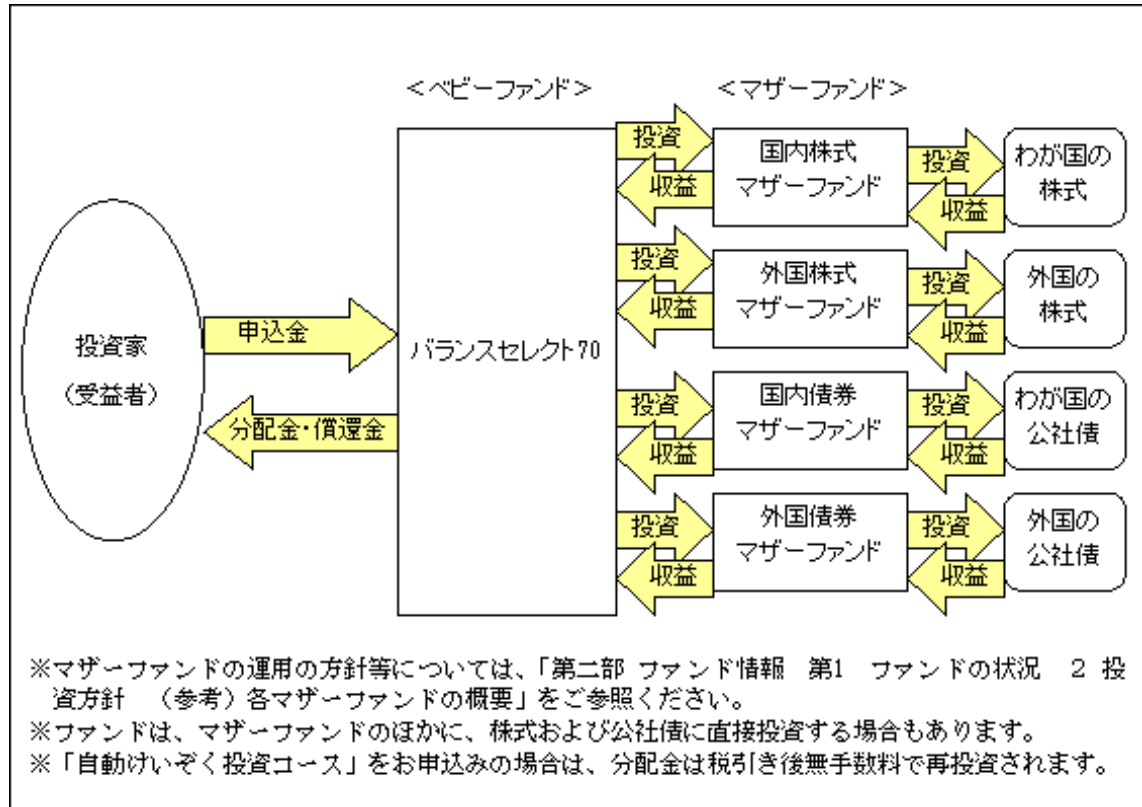 ＜ベビーファンド＞
＜マザーファンド＞
投資家
（受益者）
申込金
分配金・償還金
バランスセレクト70
投資
収益
国内株式
マザーファンド
投資
収益
わが国の
株式
投資
収益
外国株式
マザーファンド
投資
収益
外国の
株式
投資
収益
国内債券
マザーファンド
投資
収益
わが国の
公社債
投資
収益
外国債券
マザーファンド
投資
収益
外国の
公社債
※マザーファンドの運用の方針等については、「第二部 ファンド情報　第1　ファンドの状況　2 投
資方針　（参考）各マザーファンドの概要」をご参照ください。
※ファンドは、マザーファンドのほかに、株式および公社債に直接投資する場合もあります。
※「自動けいぞく投資コース」をお申込みの場合は、分配金は税引き後無手数料で再投資されます。